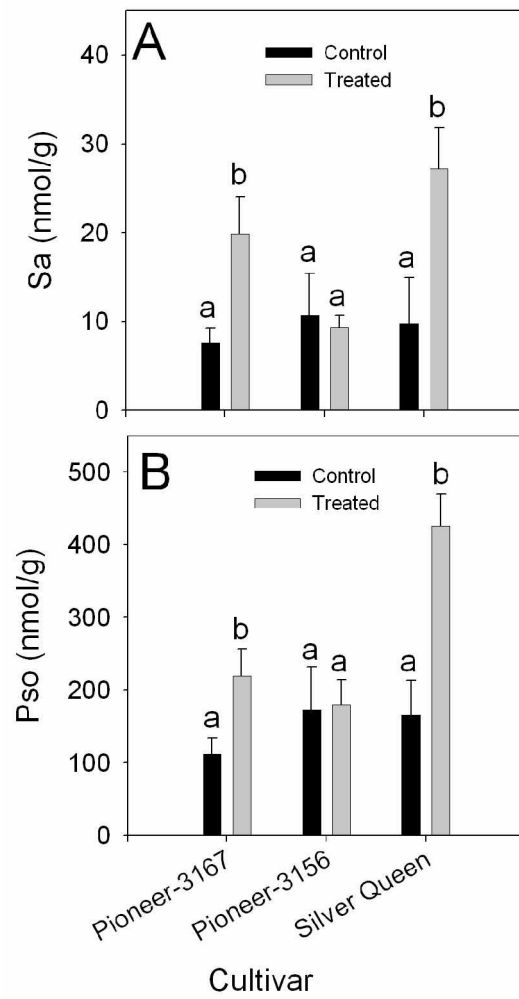 A
Control
Treated
Sa (nmol/g)
40
30
20
10
0
a
b
a
a
a
b
B
Control
Treated
Pso (nmol/g)
500
400
300
200
100
0
a
b
a
a
a
b
Pioneer-3167
Pioneer-3156
Silver Queen
Cultivar